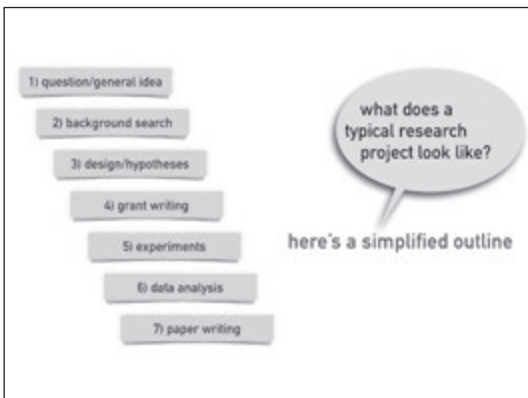 1) question/general idea
2) background search
3) design/hypotheses
4) grant writing
5) experiments
6) data analysis
7) paper writing
what does a
typical research
project look like?
here's a simplified outline